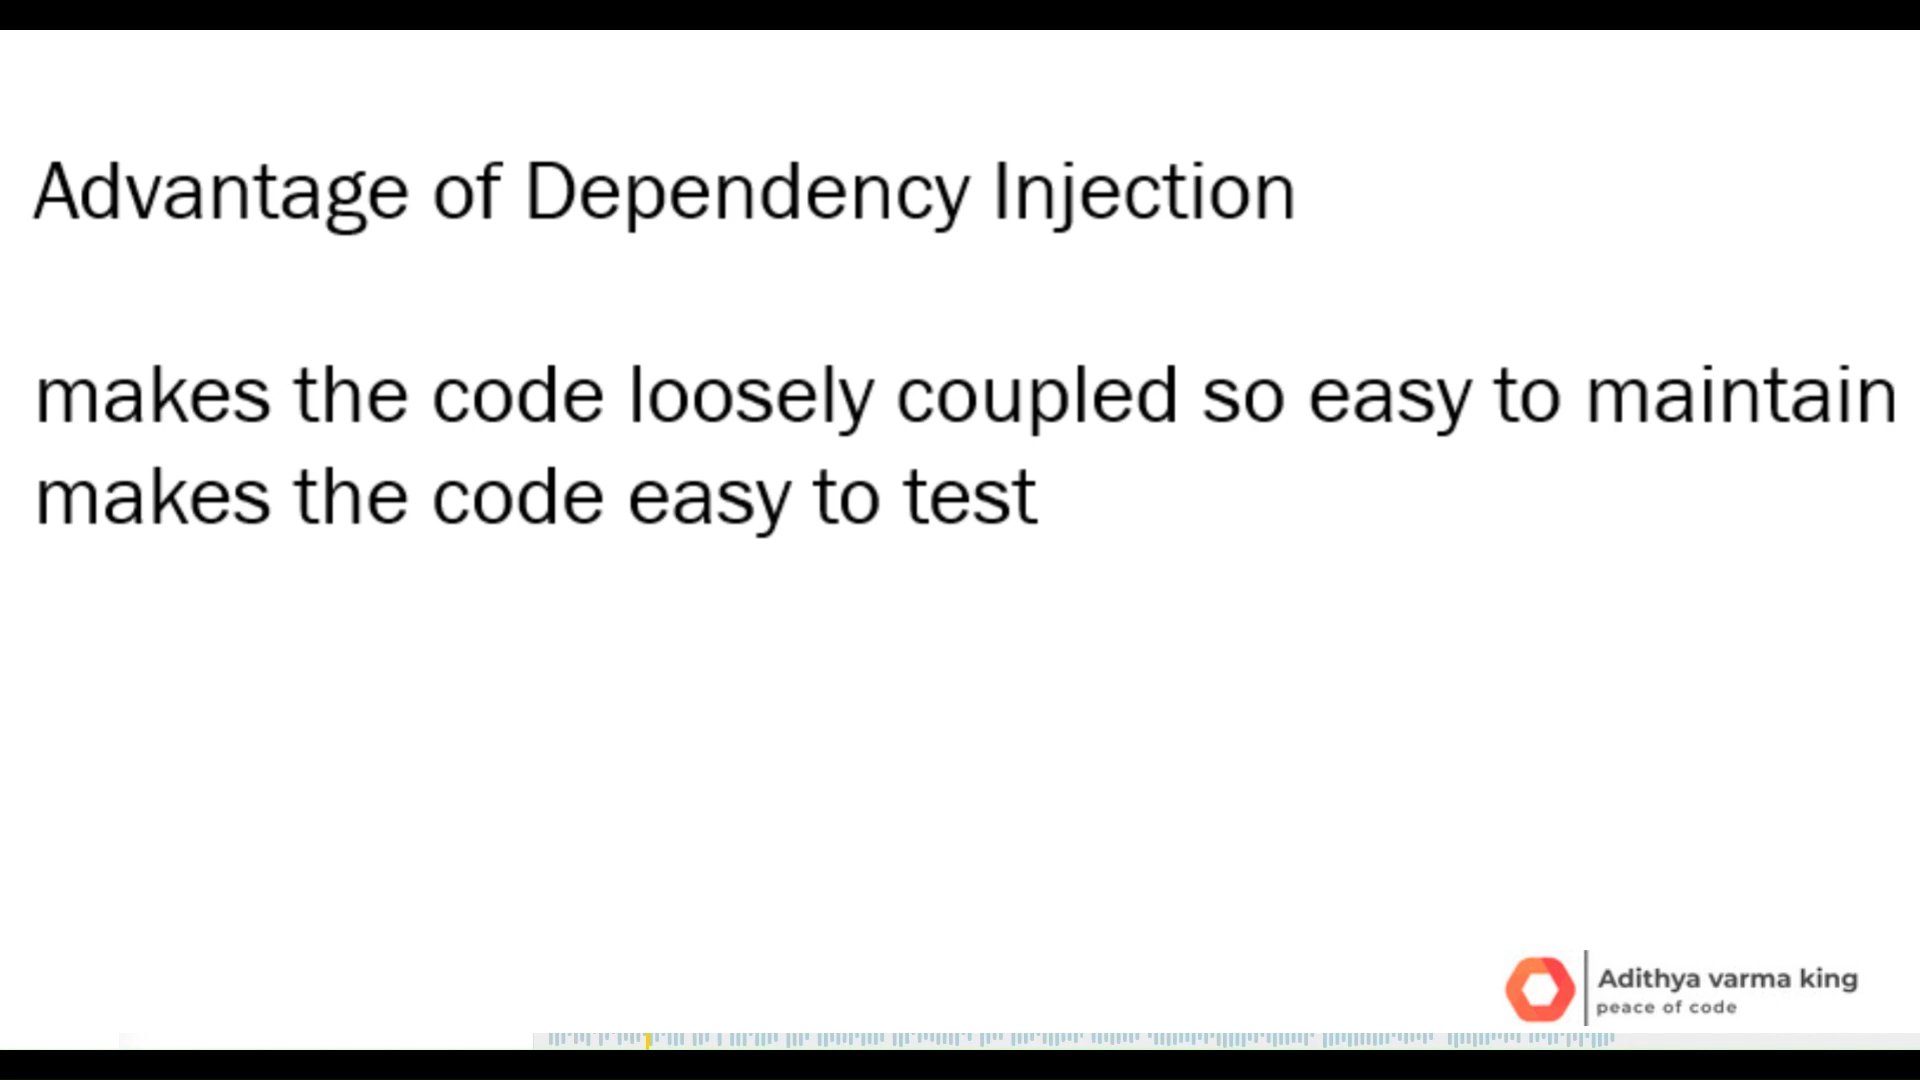 Advantage of Dependency Injection
makes the code loosely coupled so easy to maintain
makes the code easy to test
Adithya varma king
peace of code